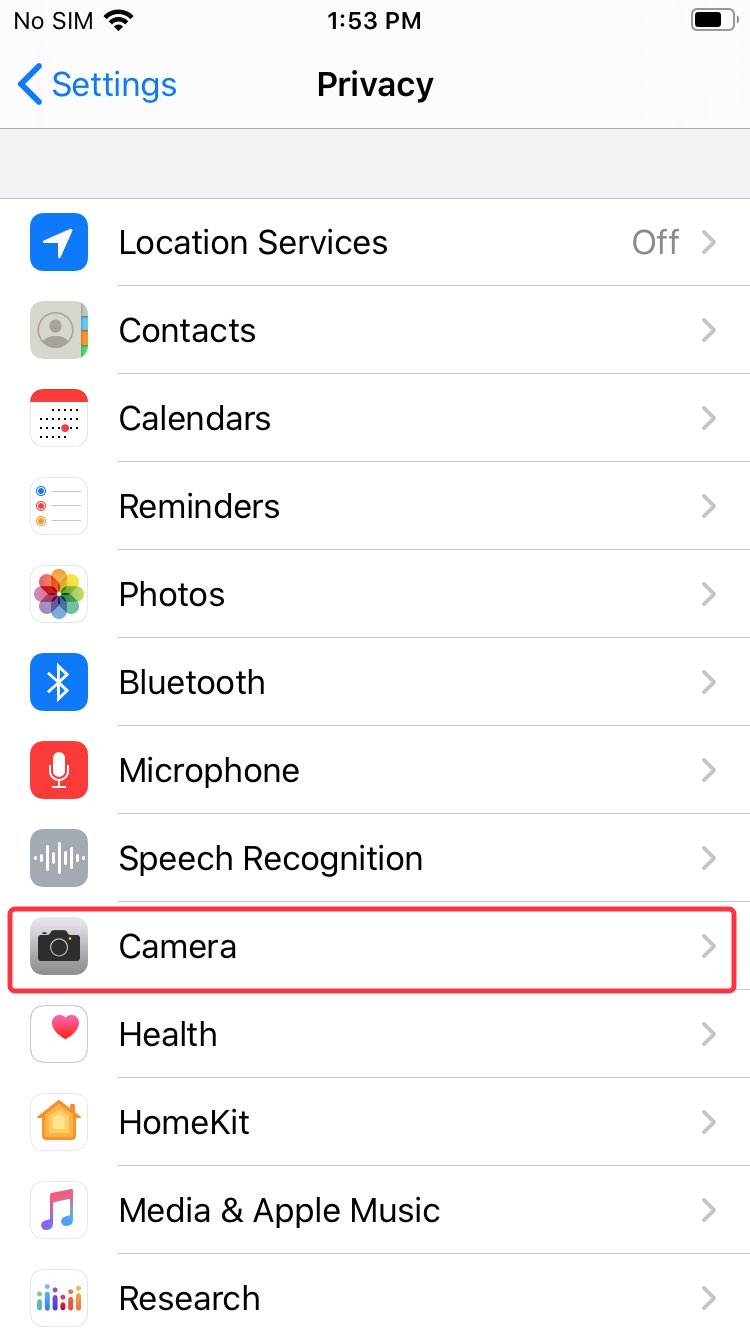 No SIM 1:53 PM
Settings Privacy
Location Services Off
Contacts
Calendars
Reminders
Photos
Bluetooth
Microphone
Speech Recognition
Camera
Health
HomeKit
Media & Apple Music
Research